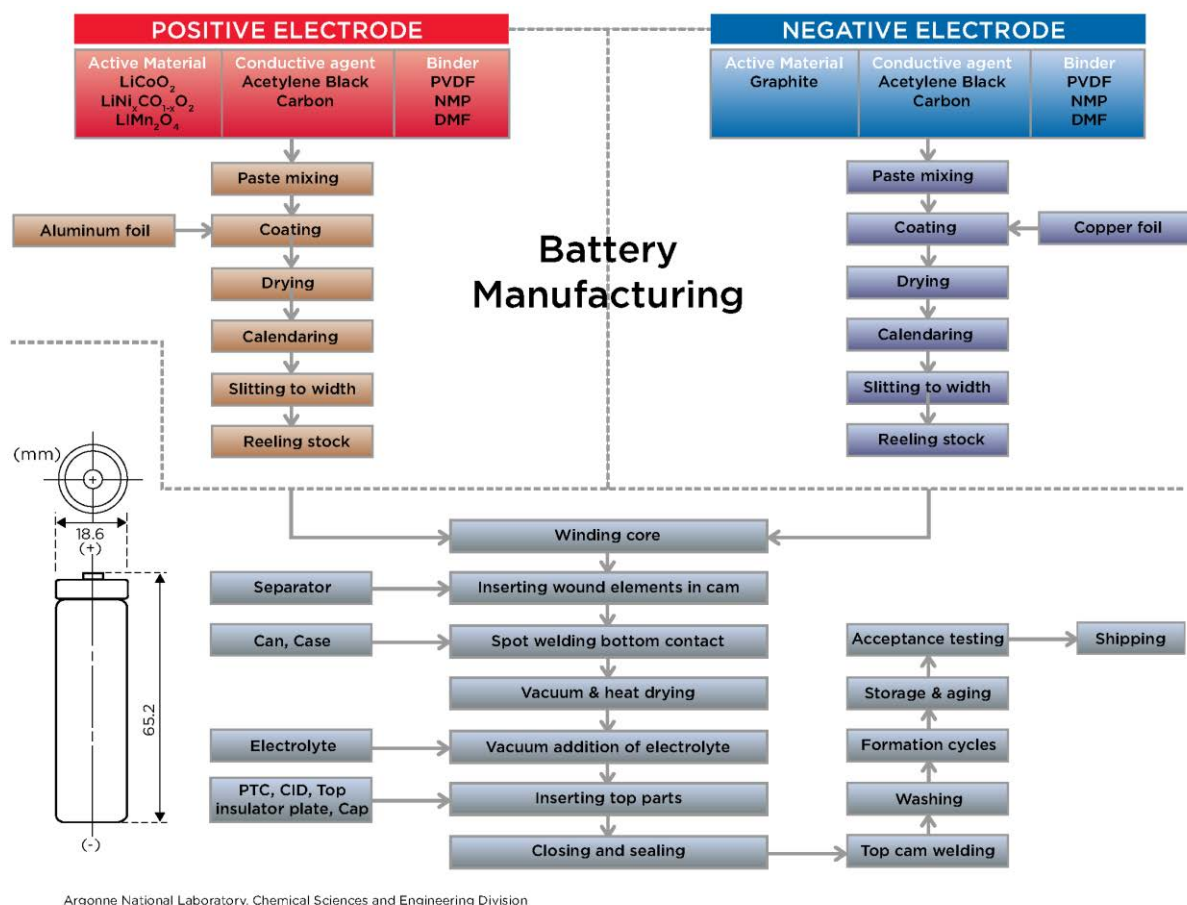 POSITIVE ELECTRODE
Active Material
LiCoO₂
LiNiₓCO₁₋ₓO₂
LIMn₂O₄
Conductive agent
Acetylene Black
Carbon
Binder
PVDF
NMP
DMF
NEGATIVE ELECTRODE
Active Material
Graphite
Conductive agent
Acetylene Black
Carbon
Binder
PVDF
NMP
DMF
Battery
Manufacturing
Paste mixing
Aluminum foil
Coating
Drying
Calendaring
Slitting to width
Reeling stock
Paste mixing
Coating
Copper foil
Drying
Calendaring
Slitting to width
Reeling stock
(mm)
+
18.6
(+)
65.2
(-)
Winding core
Separator
Inserting wound elements in cam
Can, Case
Spot welding bottom contact
Vacuum & heat drying
Electrolyte
Vacuum addition of electrolyte
PTC, CID, Top
insulator plate, Cap
Inserting top parts
Closing and sealing
Top cam welding
Washing
Formation cycles
Storage & aging
Acceptance testing
Shipping
Argonne National Laboratory, Chemical Sciences and Engineering Division